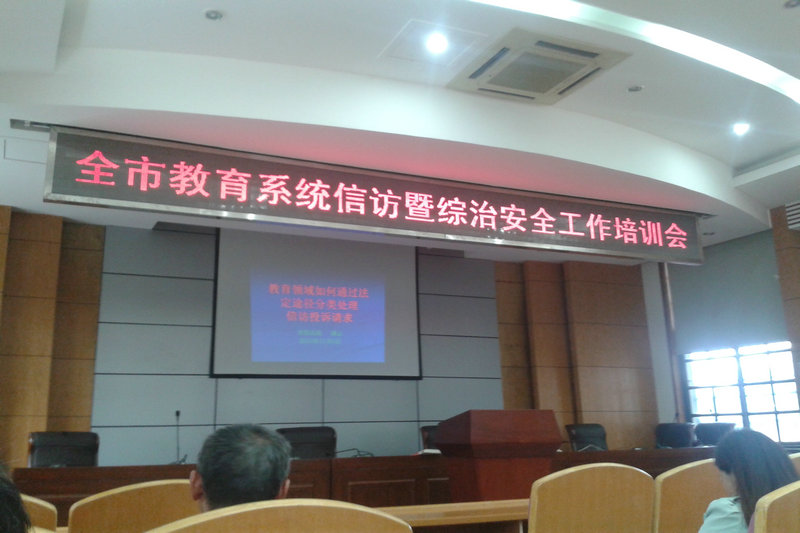 全市教育系统信访暨综治安全工作培训会
教育领域如何通过法
定途径分类处理
信访投诉请求